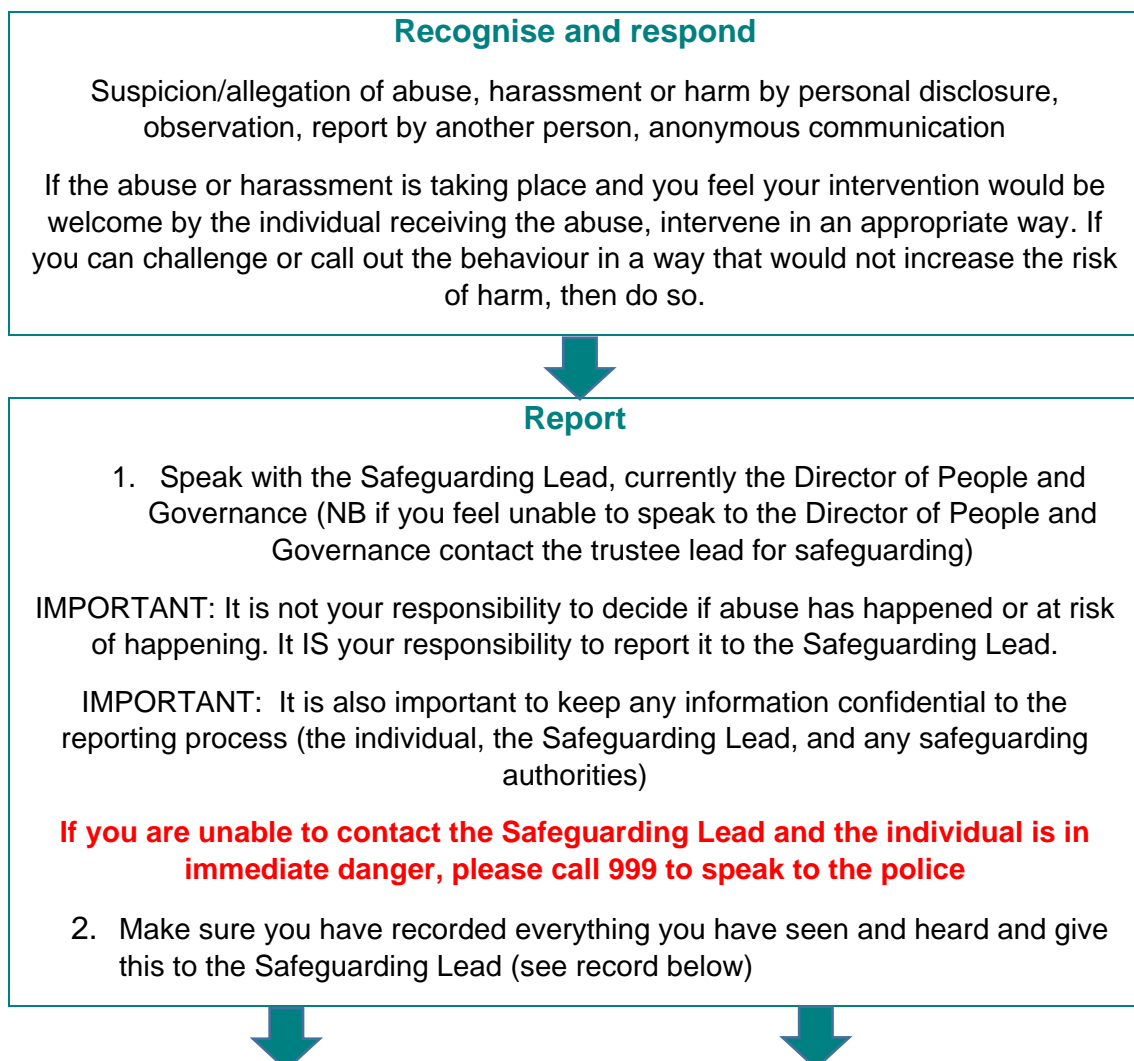 Recognise and respond
Suspicion/allegation of abuse, harassment or harm by personal disclosure,
observation, report by another person, anonymous communication
If the abuse or harassment is taking place and you feel your intervention would be
welcome by the individual receiving the abuse, intervene in an appropriate way. If
you can challenge or call out the behaviour in a way that would not increase the risk
of harm, then do so.
Report
1. Speak with the Safeguarding Lead, currently the Director of People and
Governance (NB if you feel unable to speak to the Director of People and
Governance contact the trustee lead for safeguarding)
IMPORTANT: It is not your responsibility to decide if abuse has happened or at risk
of happening. It IS your responsibility to report it to the Safeguarding Lead.
IMPORTANT: It is also important to keep any information confidential to the
reporting process (the individual, the Safeguarding Lead, and any safeguarding
authorities)
If you are unable to contact the Safeguarding Lead and the individual is in
immediate danger, please call 999 to speak to the police
2. Make sure you have recorded everything you have seen and heard and give
this to the Safeguarding Lead (see record below)